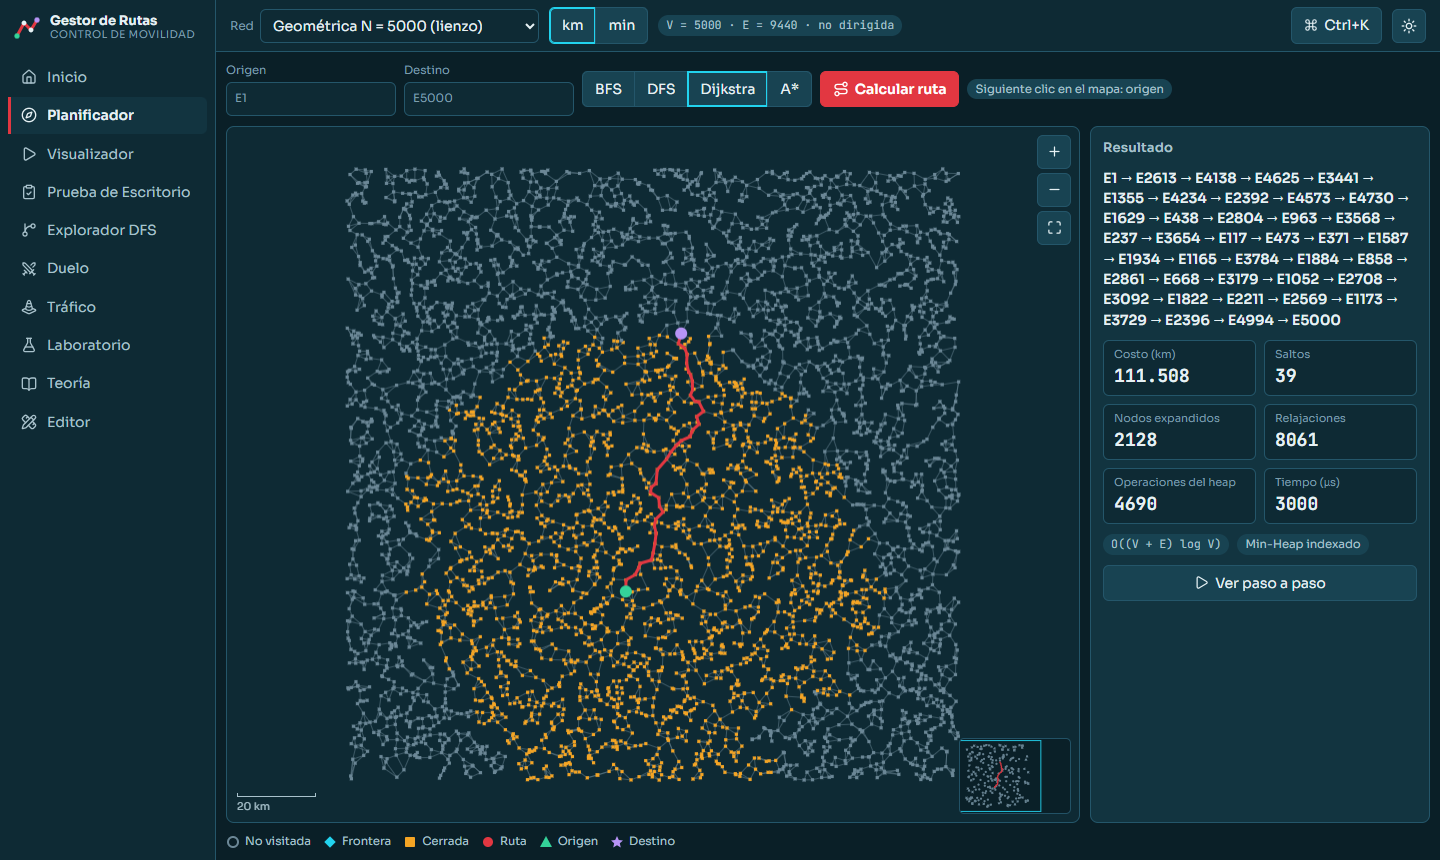 Gestor de Rutas
CONTROL DE MOVILIDAD
Inicio
Planificador
Visualizador
Prueba de Escritorio
Explorador DFS
Duelo
Tráfico
Laboratorio
Teoría
Editor
Red
Geométrica N = 5000 (lienzo)
km
min
V = 5000 · E = 9440 · no dirigida
⌘ Ctrl+K
Origen
E1
Destino
E5000
BFS
DFS
Dijkstra
A*
Calcular ruta
Siguiente clic en el mapa: origen
+
−
20 km
No visitada
Frontera
Cerrada
Ruta
Origen
Destino
Resultado
E1 → E2613 → E4138 → E4625 → E3441 →
E1355 → E4234 → E2392 → E4573 → E4730 →
E1629 → E438 → E2804 → E963 → E3568 →
E237 → E3654 → E117 → E473 → E371 → E1587
→ E1934 → E1165 → E3784 → E1884 → E858 →
E2861 → E668 → E3179 → E1052 → E2708 →
E3092 → E1822 → E2211 → E2569 → E1173 →
E3729 → E2396 → E4994 → E5000
Costo (km)
111.508
Saltos
39
Nodos expandidos
2128
Relajaciones
8061
Operaciones del heap
4690
Tiempo (µs)
3000
O((V + E) log V)
Min-Heap indexado
Ver paso a paso